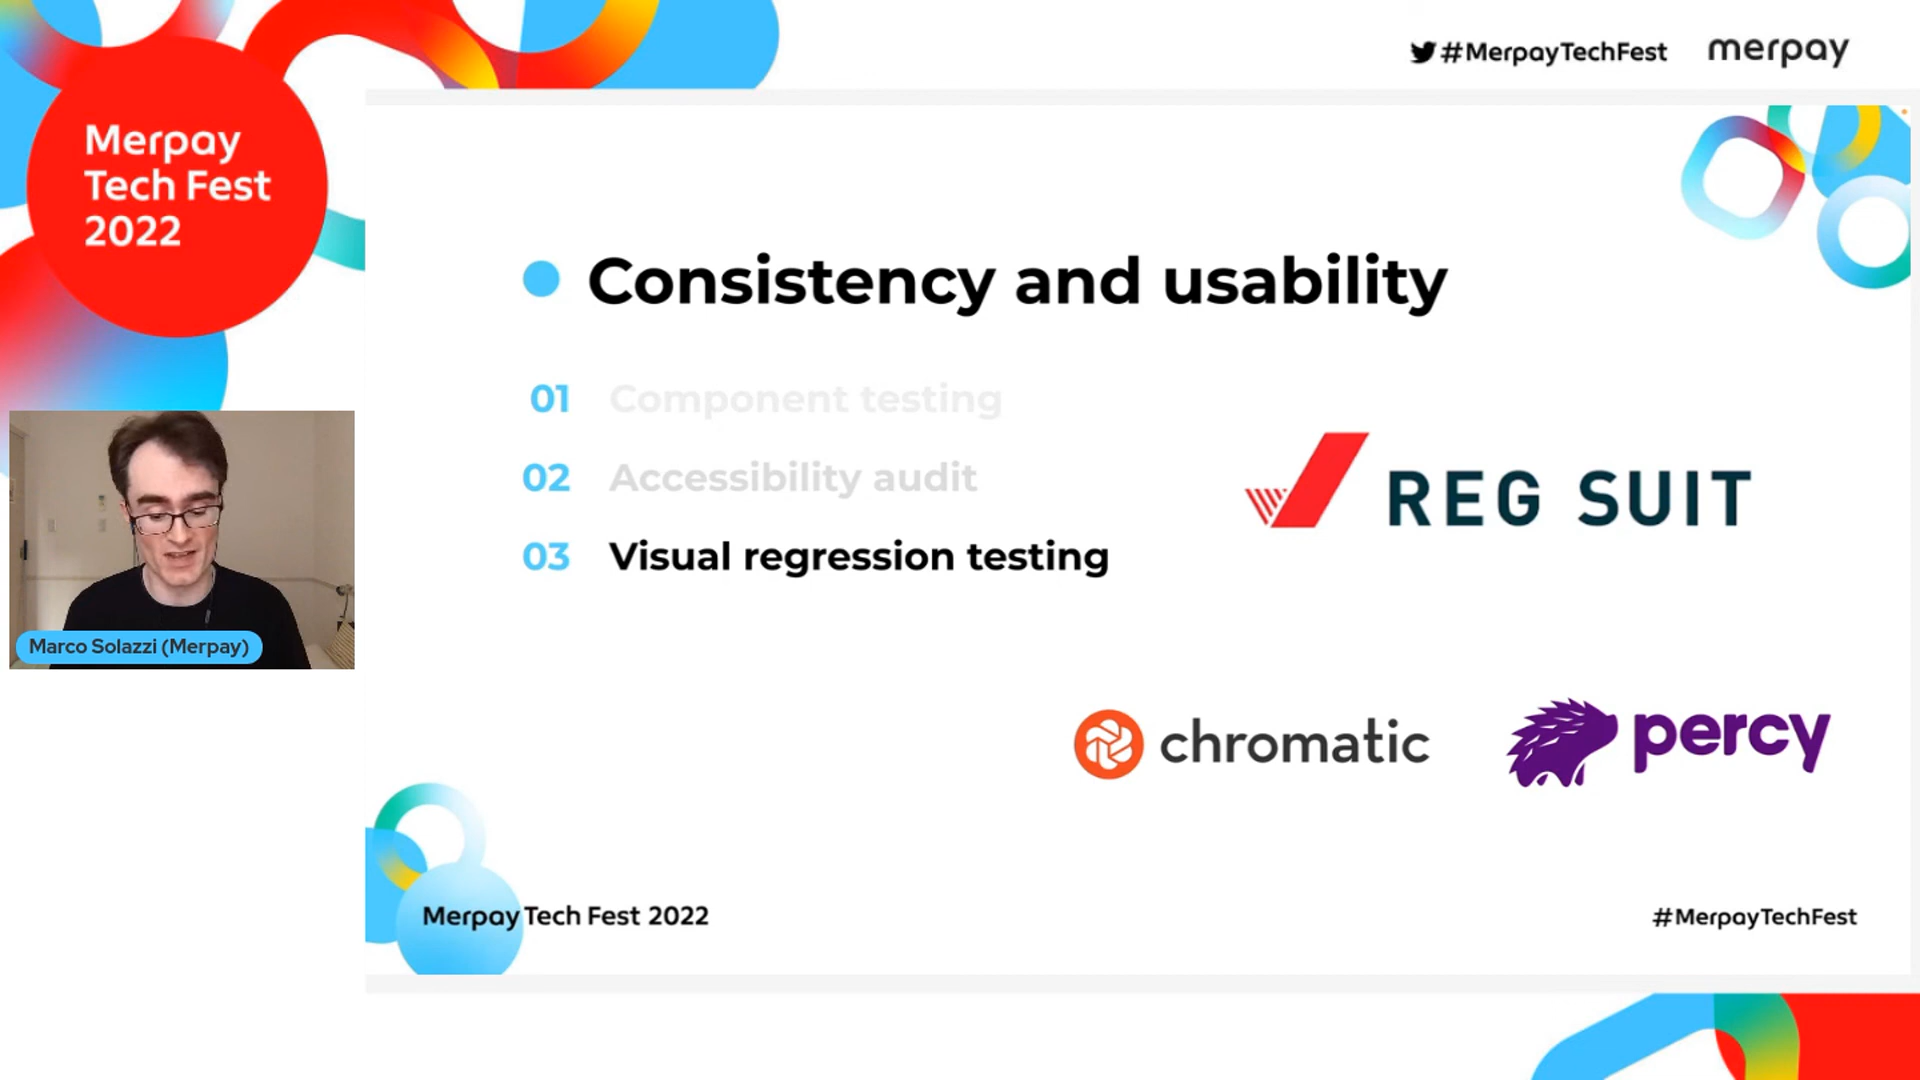 #MerpayTechFest
merpay
Merpay
Tech Fest
2022
Consistency and usability
01 Component testing
02 Accessibility audit
03 Visual regression testing
REG SUIT
chromatic
percy
Marco Solazzi (Merpay)
Merpay Tech Fest 2022
#MerpayTechFest